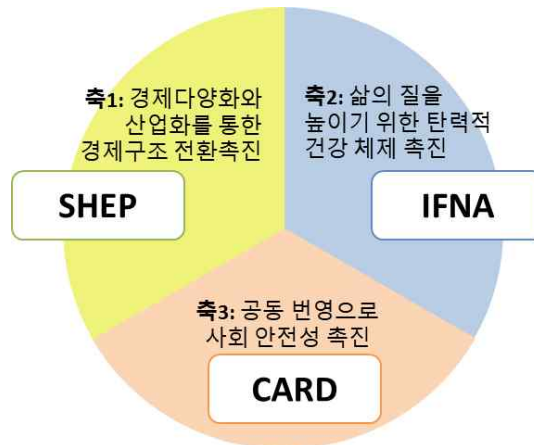 축1: 경제다양화와
산업화를 통한
경제구조 전환촉진
SHEP
축2: 삶의 질을
높이기 위한 탄력적
건강 체제 촉진
IFNA
축3: 공동 번영으로
사회 안전성 촉진
CARD